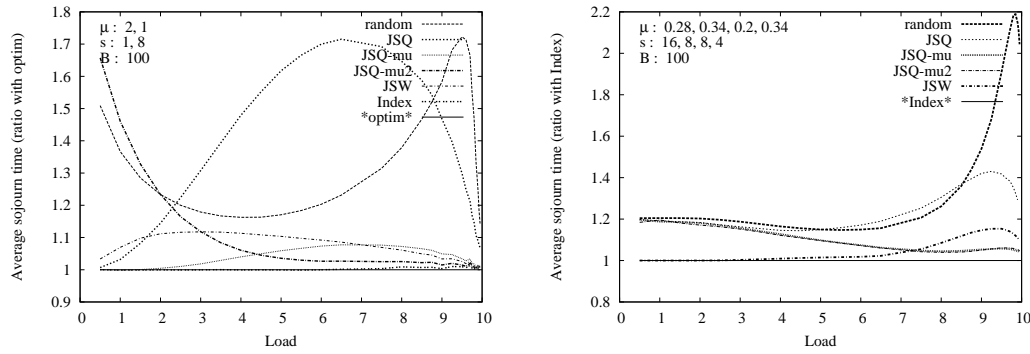 Average sojourn time (ratio with optim)
1.8
1.7
1.6
1.5
1.4
1.3
1.2
1.1
1
0.9
μ : 2, 1
s : 1, 8
B : 100
random
JSQ
JSQ-mu
JSQ-mu2
JSW
Index
*optim*
0 1 2 3 4 5 6 7 8 9 10
Load
Average sojourn time (ratio with Index)
2.2
2
1.8
1.6
1.4
1.2
1
0.8
μ : 0.28, 0.34, 0.2, 0.34
s : 16, 8, 8, 4
B : 100
random
JSQ
JSQ-mu
JSQ-mu2
JSW
*Index*
0 1 2 3 4 5 6 7 8 9 10
Load